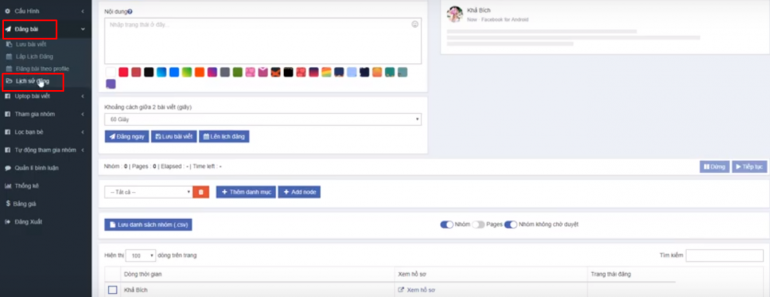 Cấu Hình
Đăng bài
Lưu bài viết
Lập Lịch Đăng
Đăng bài theo profile
Lịch sử đăng
Uptop bài viết
Tham gia nhóm
Lọc bạn bè
Tự động tham gia nhóm
Quản lí bình luận
Thống kê
Bảng giá
Đăng Xuất
Nội dung
Nhập trạng thái ở đây...
Khoảng cách giữa 2 bài viết (giây)
60 Giây
Đăng ngay
Lưu bài viết
Lên lịch đăng
Khả Bích
Now · Facebook for Android
Nhóm : 0 | Pages : 0 ( Elapsed : - | Time left : -
Dừng
Tiếp tục
-- Tất cả --
+ Thêm danh mục
+ Add node
Lưu danh sách nhóm (.csv)
Nhóm
Pages
Nhóm không chờ duyệt
Hiển thị 100 dòng trên trang
Tìm kiếm
Dòng thời gian
Xem hồ sơ
Trạng thái đăng
Khả Bích
Xem hồ sơ